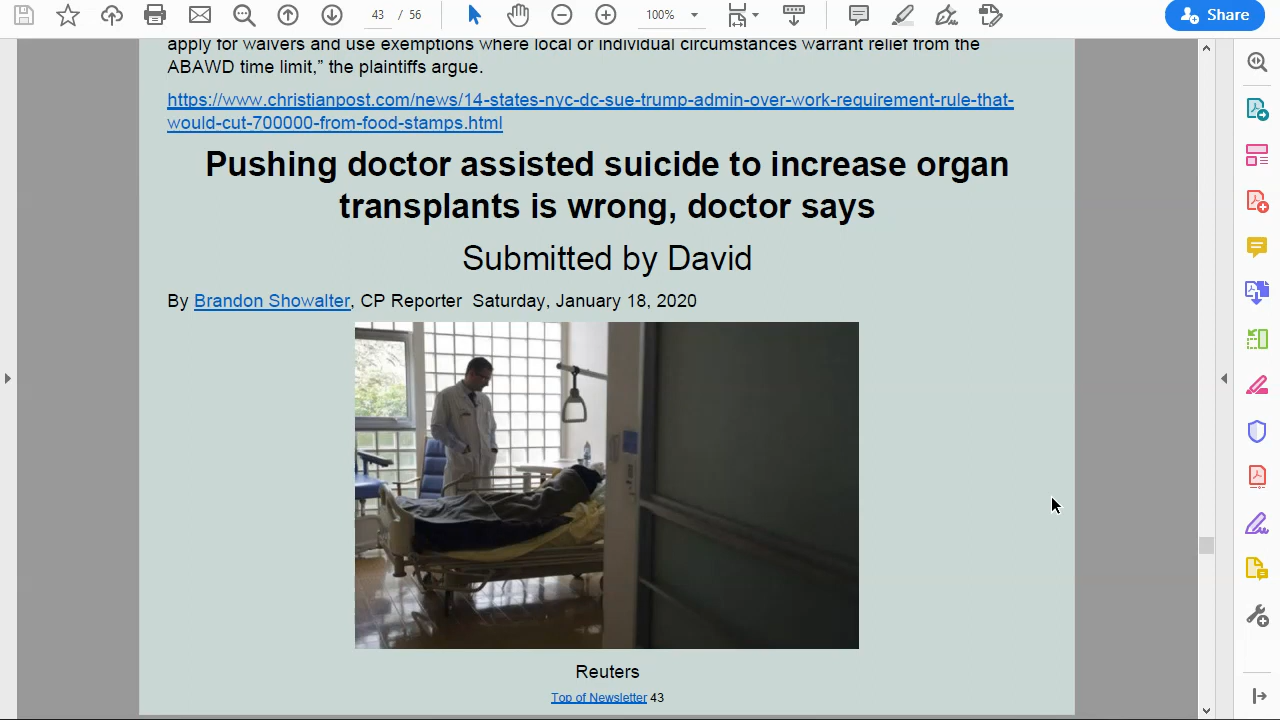 43 / 56
100%
Share
apply for waivers and use exemptions where local or individual circumstances warrant relief from the
ABAWD time limit,” the plaintiffs argue.
https://www.christianpost.com/news/14-states-nyc-dc-sue-trump-admin-over-work-requirement-rule-that-
would-cut-700000-from-food-stamps.html
Pushing doctor assisted suicide to increase organ
transplants is wrong, doctor says
Submitted by David
By Brandon Showalter, CP Reporter  Saturday, January 18, 2020
Reuters
Top of Newsletter 43